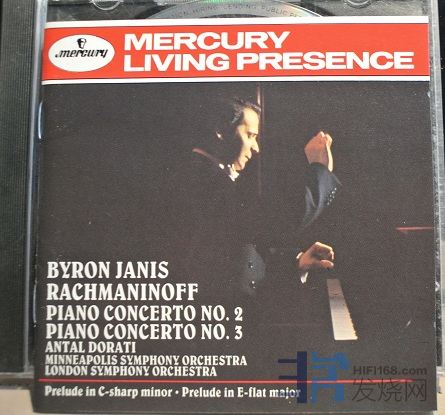 MERCURY
LIVING PRESENCE
mercury
BYRON JANIS
RACHMANINOFF
PIANO CONCERTO NO. 2
PIANO CONCERTO NO. 3
ANTAL DORATI
MINNEAPOLIS SYMPHONY ORCHESTRA
LONDON SYMPHONY ORCHESTRA
Prelude in C-sharp minor · Prelude in E-flat major
HIFI168.com
发烧网